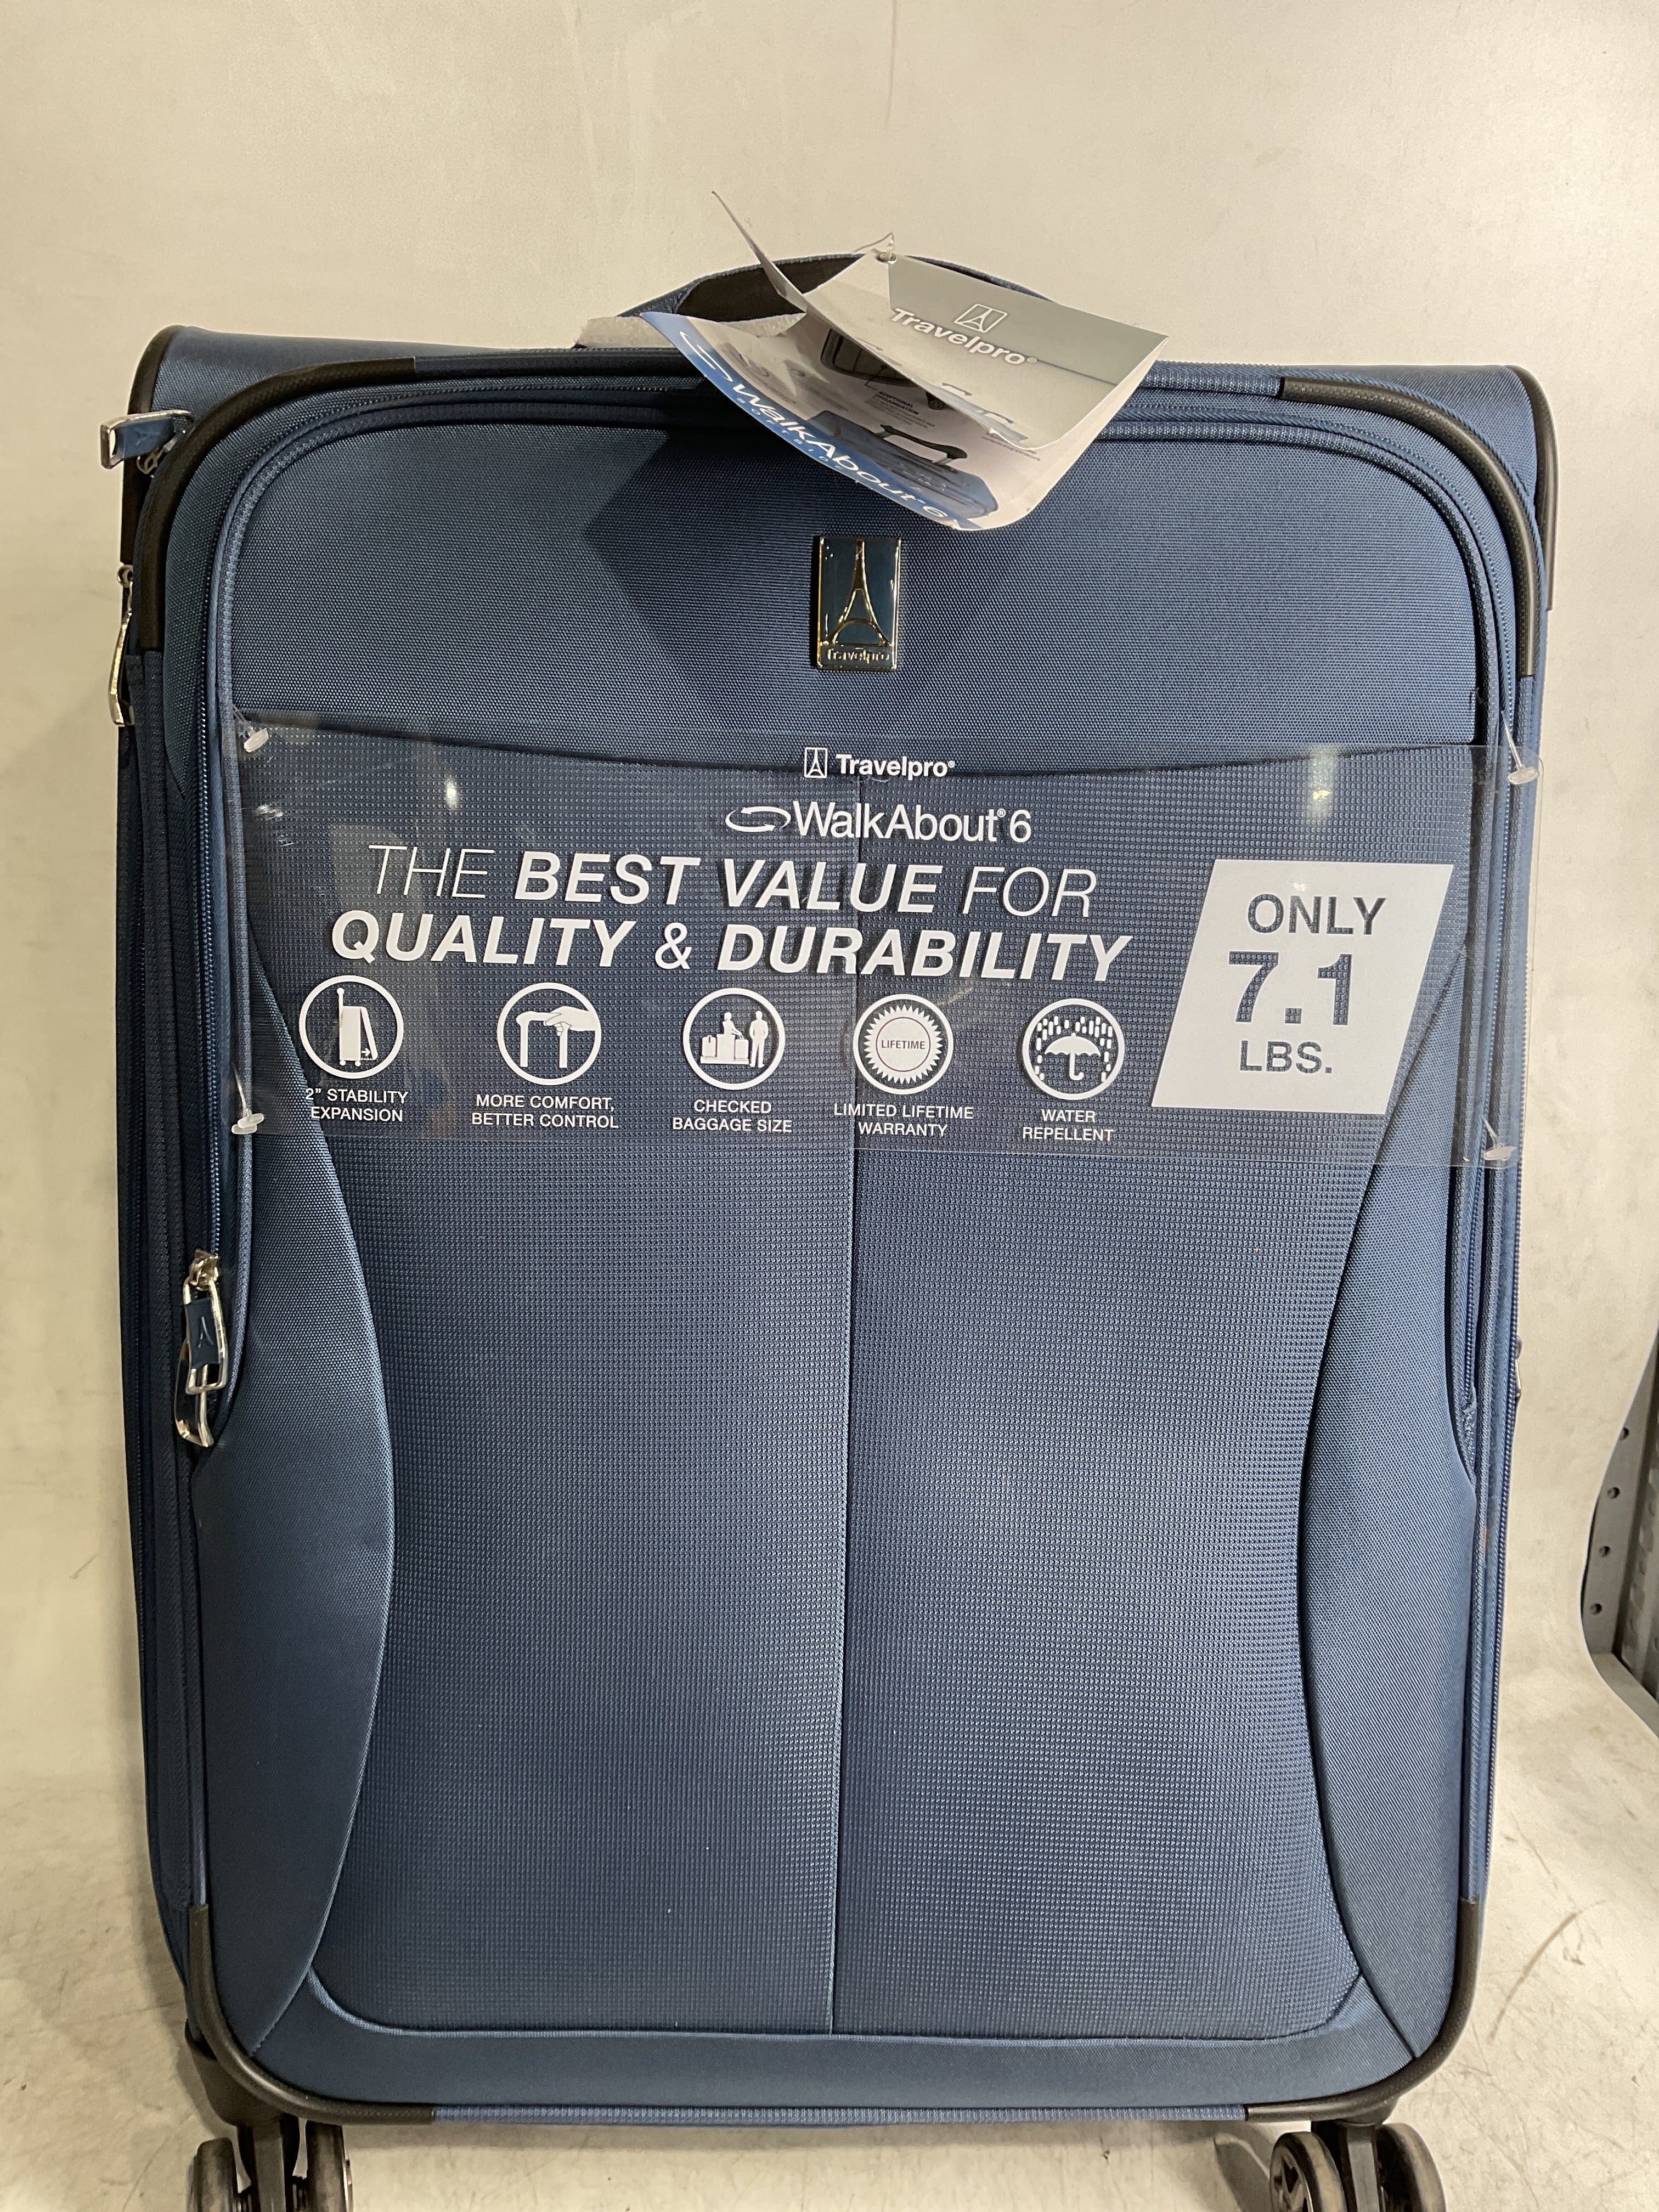 Travelpro®
WalkAbout® 6
Travelpro
Travelpro®
WalkAbout® 6
THE BEST VALUE FOR
QUALITY & DURABILITY
ONLY
7.1
LBS.
LIFETIME
2" STABILITY
EXPANSION
MORE COMFORT,
BETTER CONTROL
CHECKED
BAGGAGE SIZE
LIMITED LIFETIME
WARRANTY
WATER
REPELLENT